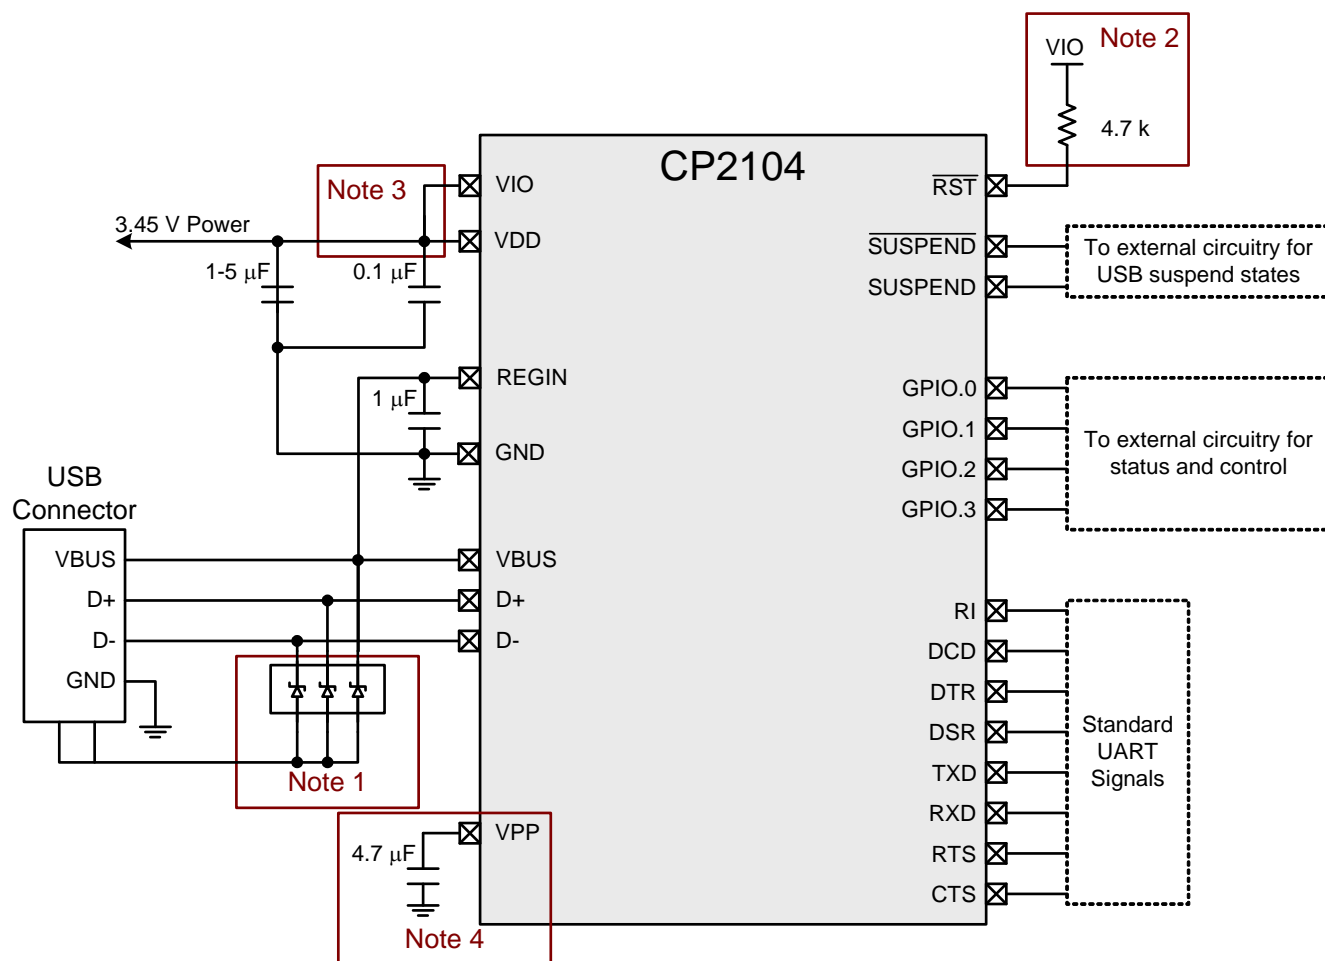 CP2104
Note 2
VIO
4.7 k
Note 3
3.45 V Power
1-5 μF
0.1 μF
VIO
VDD
REGIN
1 μF
GND
USB
Connector
VBUS
D+
D-
GND
VBUS
D+
D-
Note 1
VPP
4.7 μF
Note 4
RST
SUSPEND
SUSPEND
To external circuitry for
USB suspend states
GPIO.0
GPIO.1
GPIO.2
GPIO.3
To external circuitry for
status and control
RI
DCD
DTR
DSR
TXD
RXD
RTS
CTS
Standard
UART
Signals